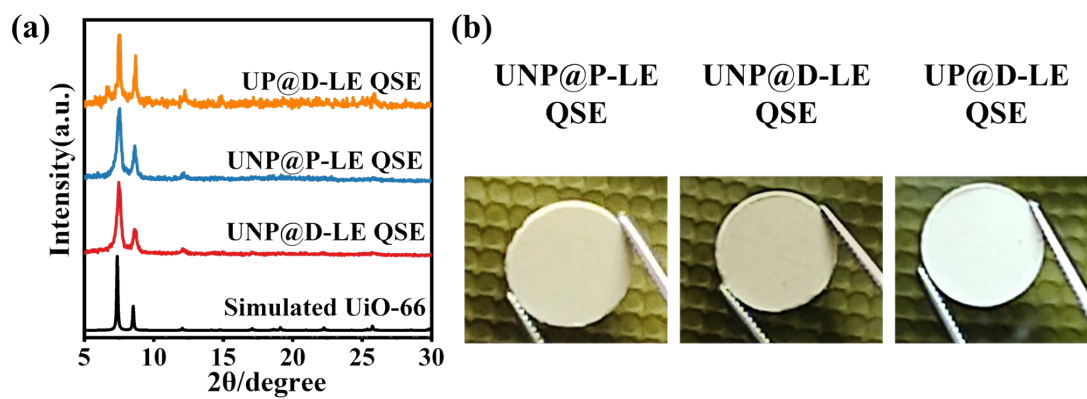 (a)
UP@D-LE QSE
UNP@P-LE QSE
UNP@D-LE QSE
Simulated UiO-66
Intensity(a.u.)
5 10 15 20 25 30
2θ/degree
(b)
UNP@P-LE
QSE
UNP@D-LE
QSE
UP@D-LE
QSE